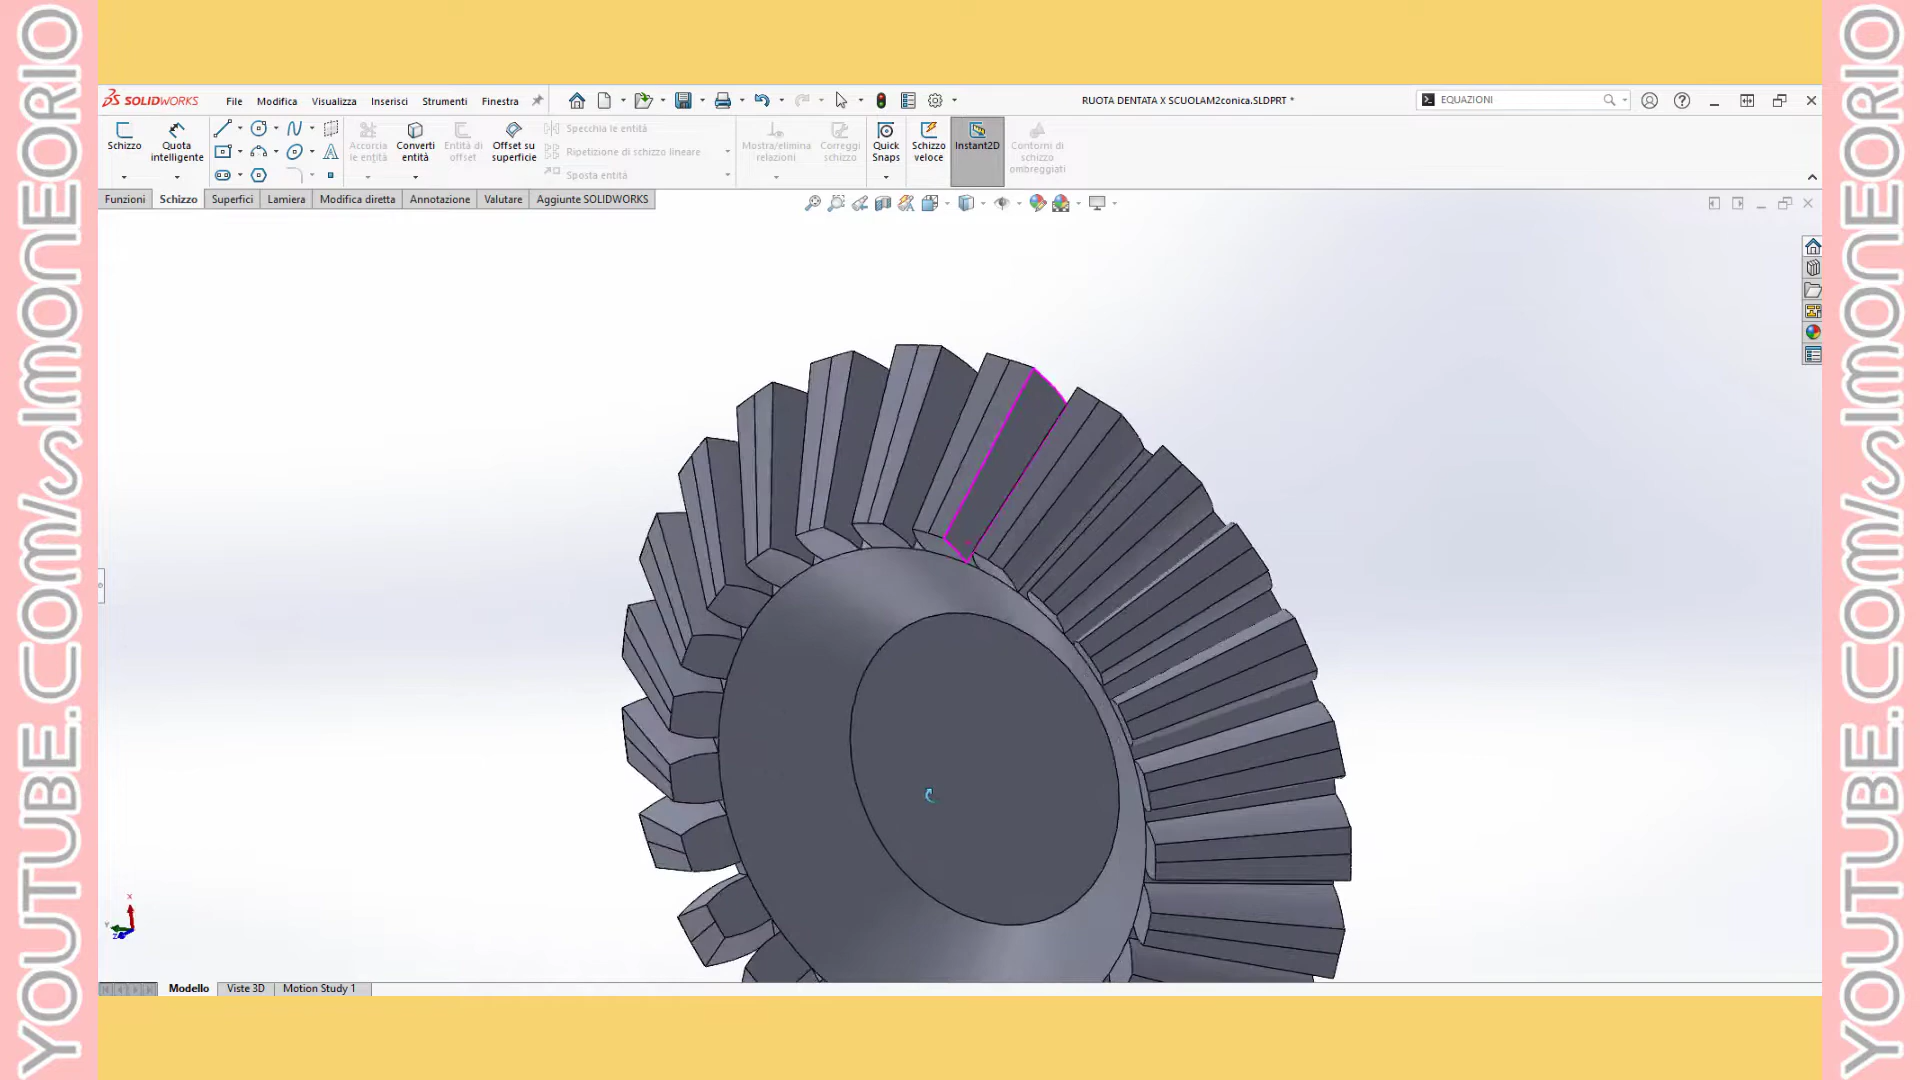 YOUTUBE.COM/SIMONEORIO
SOLIDWORKS
File Modifica Visualizza Inserisci Strumenti Finestra
RUOTA DENTATA X SCUOLAM2conica.SLDPRT *
EQUAZIONI
Schizzo
Quota intelligente
Accorcia le entità
Converti entità
Entità di offset
Offset su superficie
Specchia le entità
Ripetizione di schizzo lineare
Sposta entità
Mostra/elimina relazioni
Correggi schizzo
Quick Snaps
Schizzo veloce
Instant2D
Contorni di schizzo ombreggiati
Funzioni Schizzo Superfici Lamiera Modifica diretta Annotazione Valutare Aggiunte SOLIDWORKS
X
Y
Z
Modello Viste 3D Motion Study 1
YOUTUBE.COM/SIMONEORIO